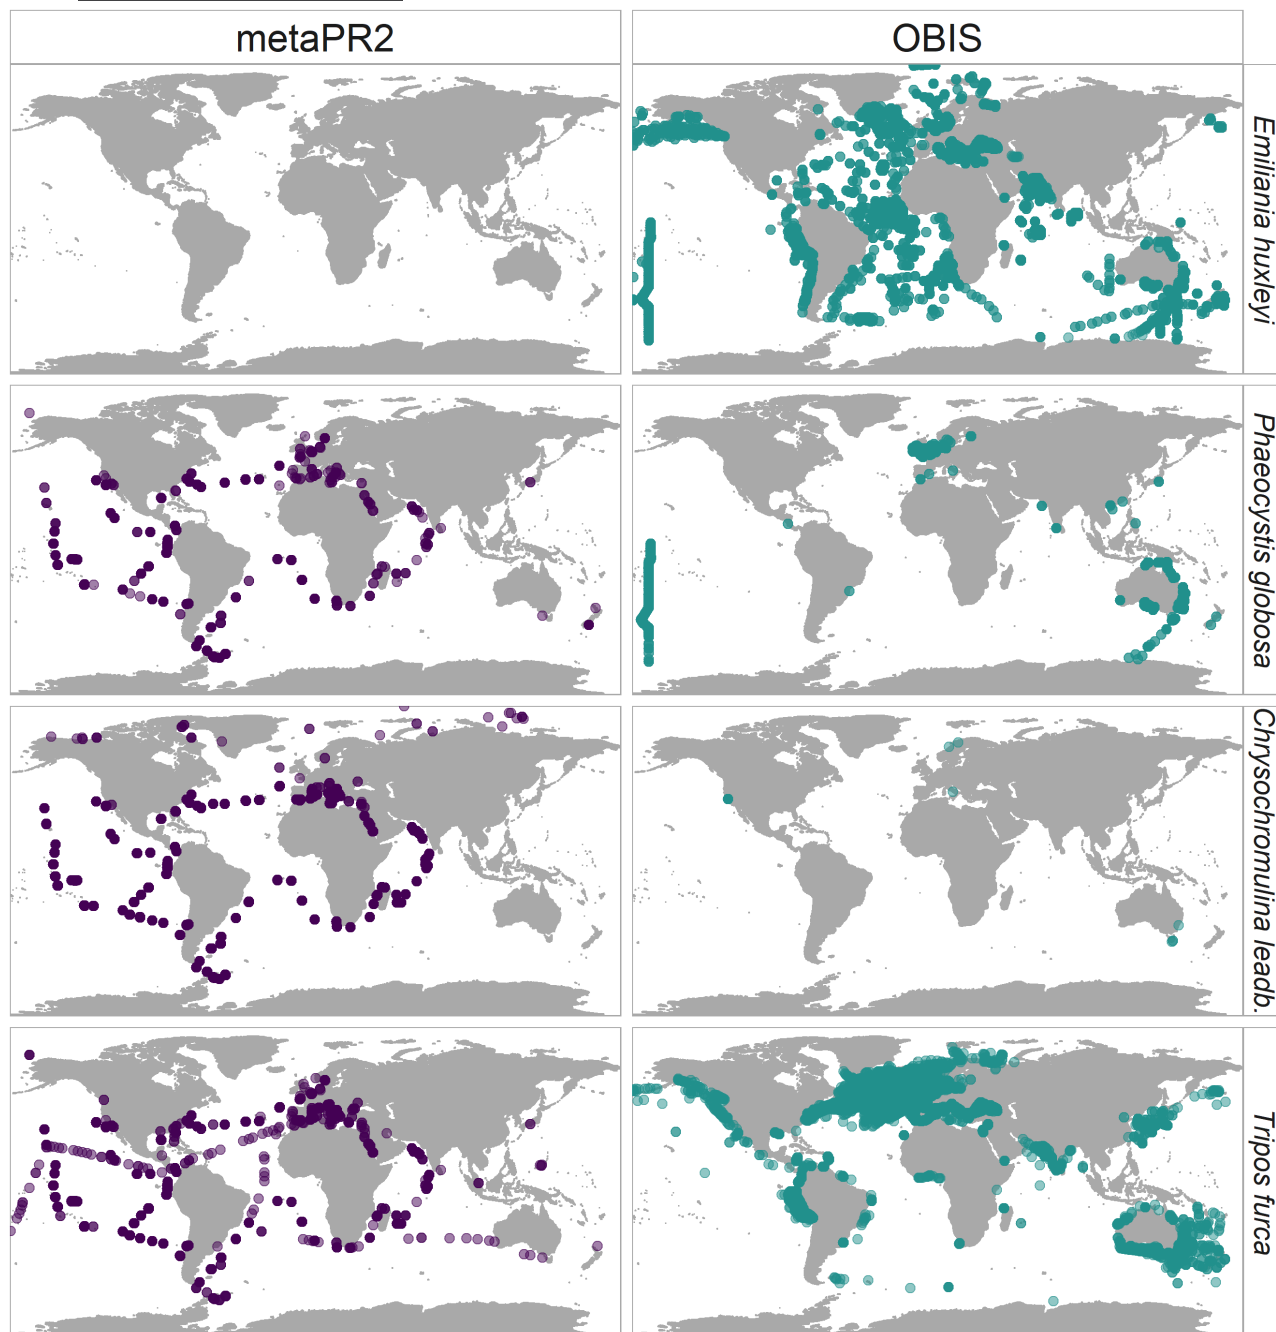 metaPR2
OBIS
Emiliania huxleyi
Phaeocystis globosa
Chrysochromulina leadb.
Tripos furca